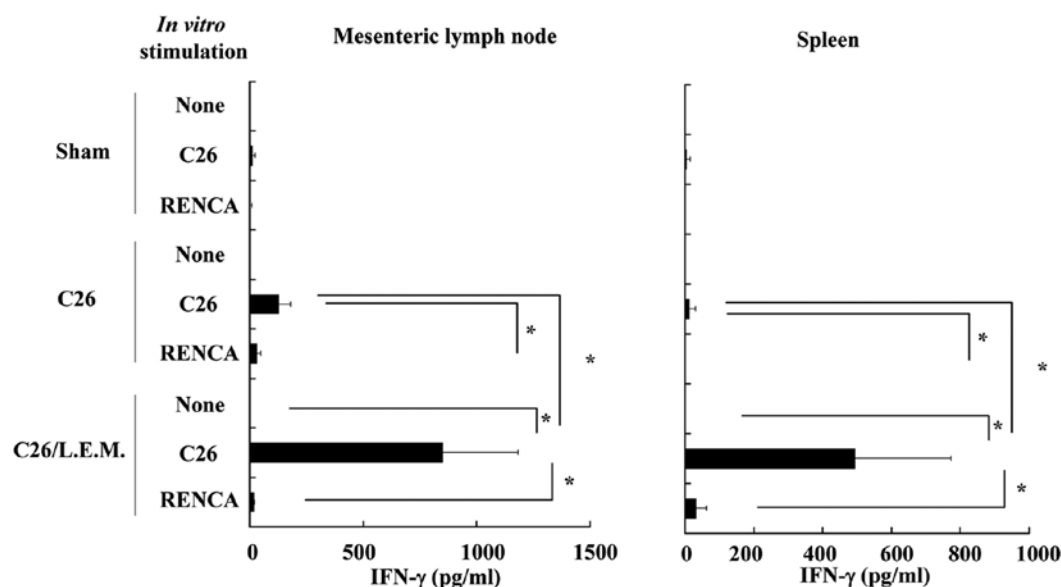 In vitro
stimulation
Mesenteric lymph node
Spleen
Sham
None
C26
RENCA
C26
None
C26
RENCA
C26/L.E.M.
None
C26
RENCA
*
*
*
*
*
*
*
*
0 500 1000 1500
IFN-γ (pg/ml)
0 200 400 600 800 1000
IFN-γ (pg/ml)